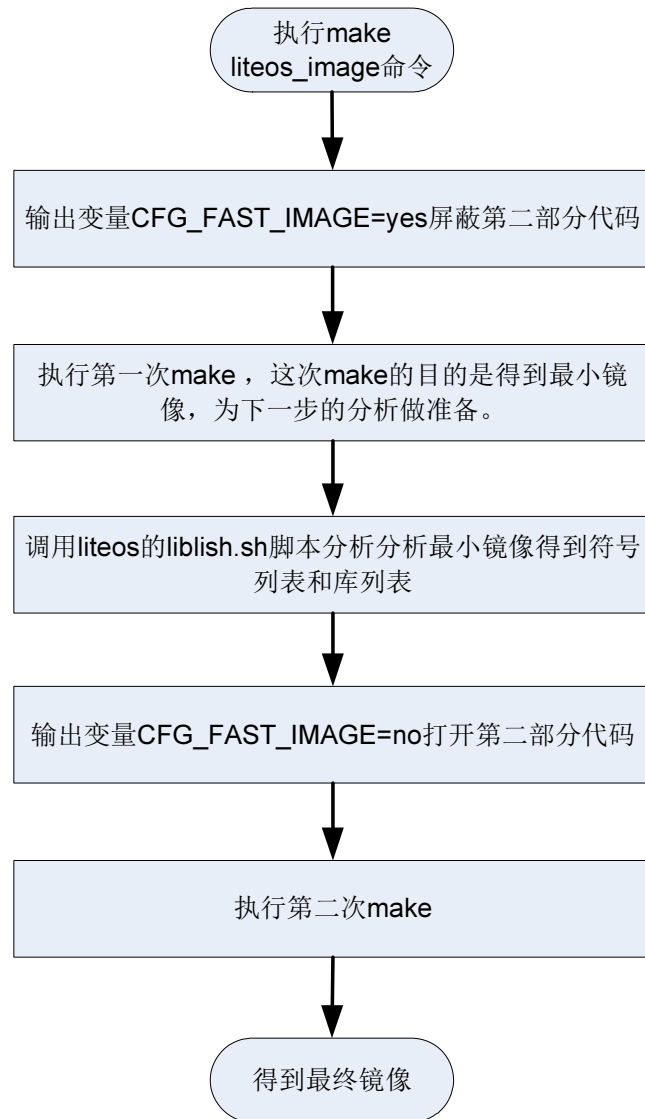 执行make
liteos_image命令
输出变量CFG_FAST_IMAGE=yes屏蔽第二部分代码
执行第一次make ，这次make的目的是得到最小镜
像，为下一步的分析做准备。
调用liteos的liblish.sh脚本分析分析最小镜像得到符号
列表和库列表
输出变量CFG_FAST_IMAGE=no打开第二部分代码
执行第二次make
得到最终镜像